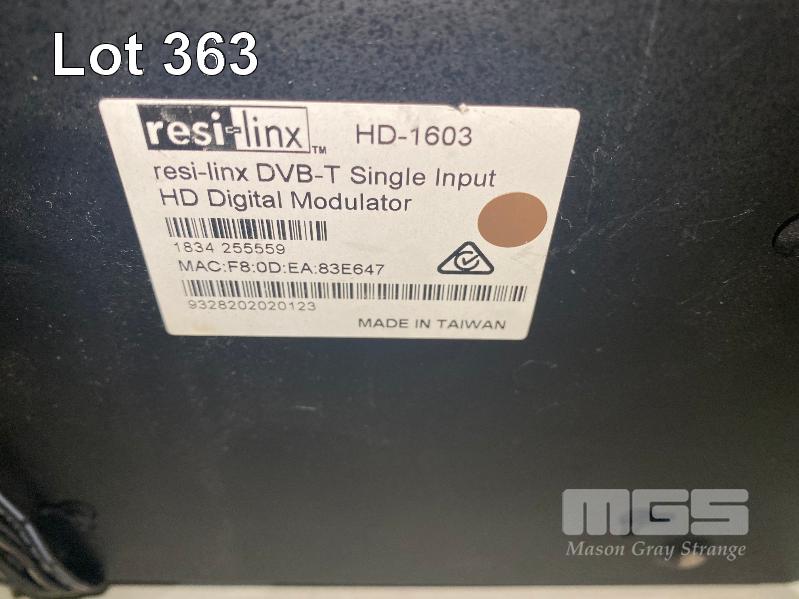 Lot 363
resi-linx TM HD-1603
resi-linx DVB-T Single Input
HD Digital Modulator
1834 255559
MAC:F8:0D:EA:83E647
9328202020123
MADE IN TAIWAN
MGS
Mason Gray Strange